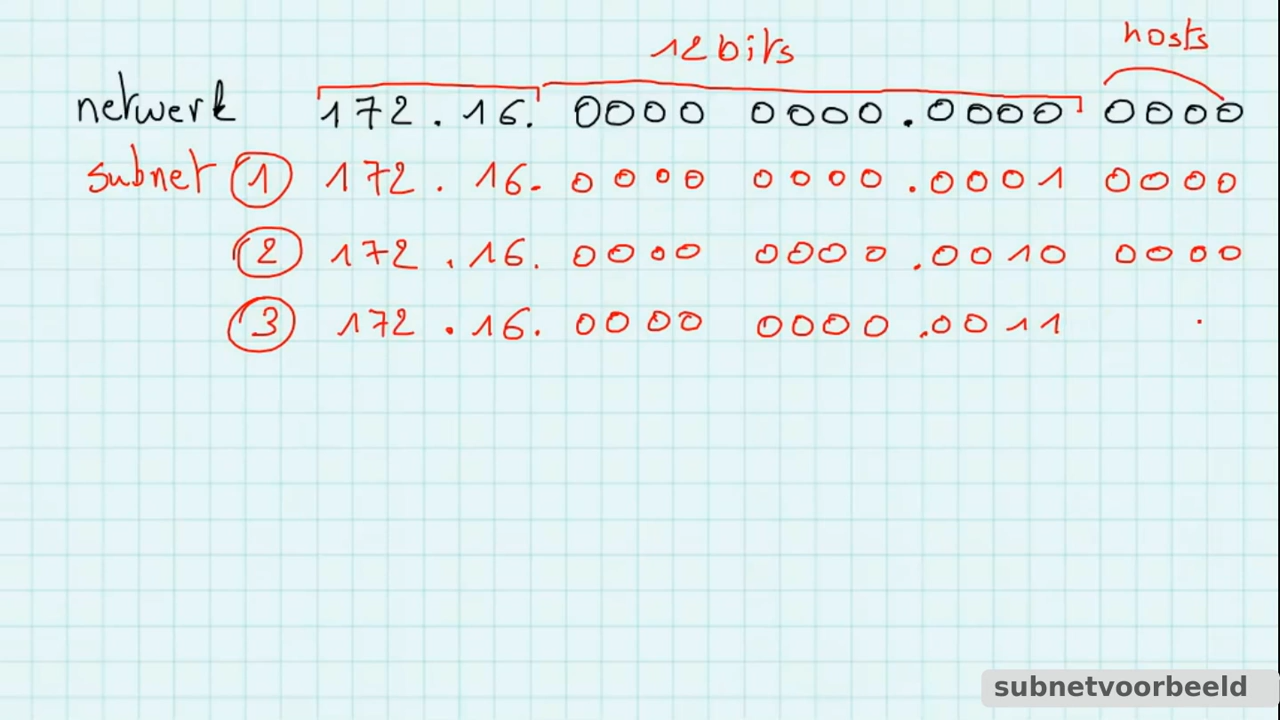 12 bits hosts
netwerk 172.16. 0000 0000.0000 0000
subnet 1 172.16. 0000 0000.0001 0000
2 172.16. 0000 0000.0010 0000
3 172.16. 0000 0000.0011
subnetvoorbeeld